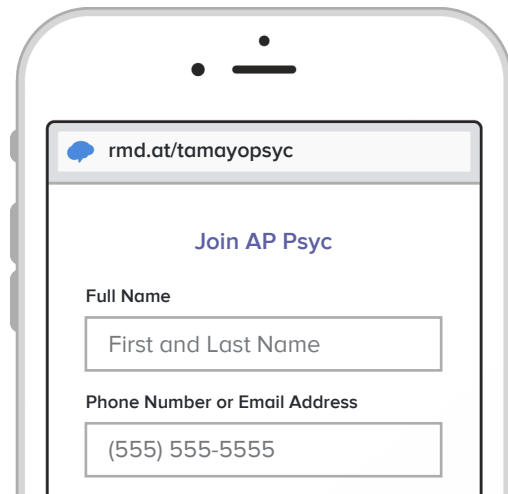 rmd.at/tamayopsyc
Join AP Psyc
Full Name
First and Last Name
Phone Number or Email Address
(555) 555-5555